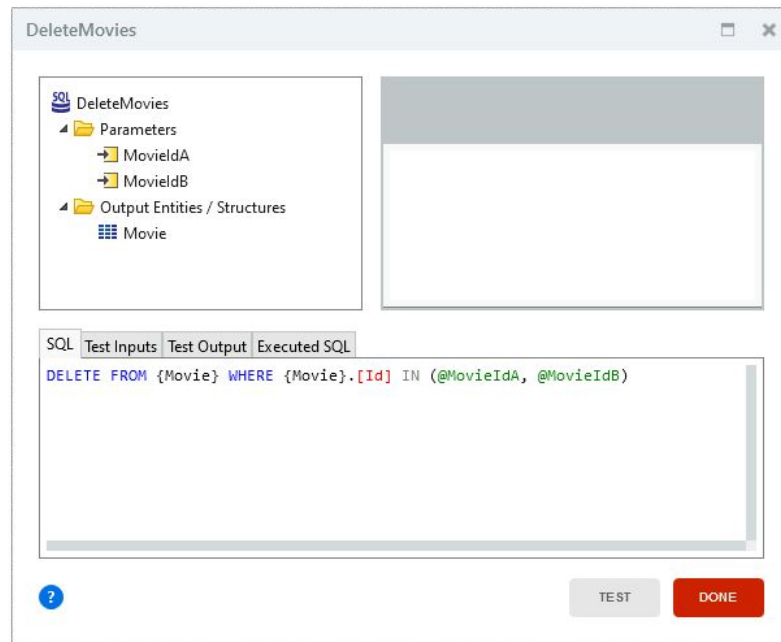 DeleteMovies
SQL DeleteMovies
Parameters
MovieIdA
MovieIdB
Output Entities / Structures
Movie
SQL Test Inputs Test Output Executed SQL
DELETE FROM {Movie} WHERE {Movie}.[Id] IN (@MovieIdA, @MovieIdB)
? TEST DONE